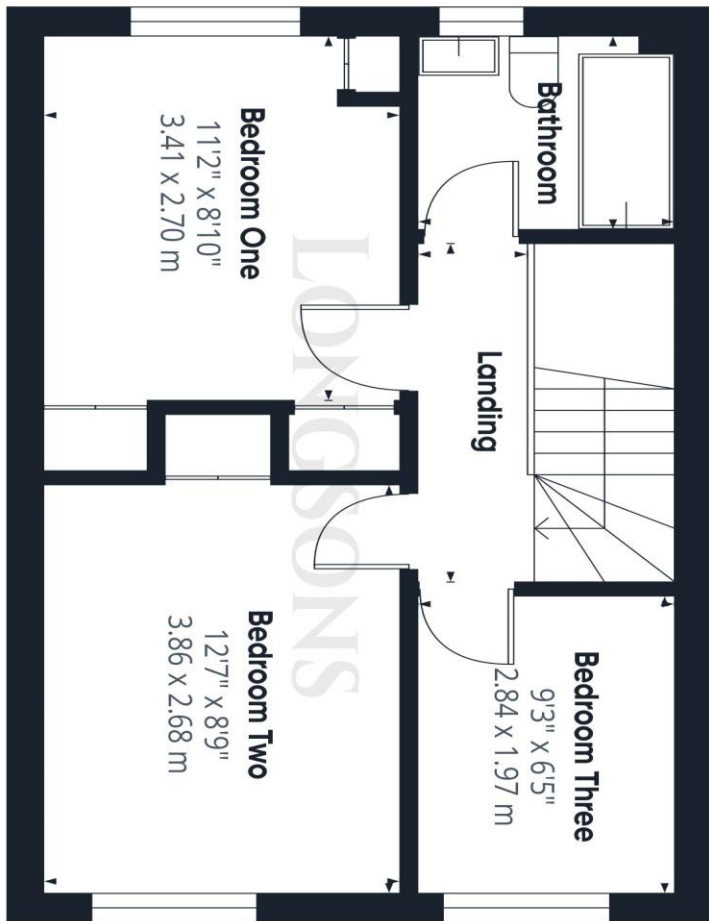 Bathroom
Bedroom One
11'2" x 8'10"
3.41 x 2.70 m
Landing
LONGSONS
Bedroom Three
9'3" x 6'5"
2.84 x 1.97 m
Bedroom Two
12'7" x 8'9"
3.86 x 2.68 m